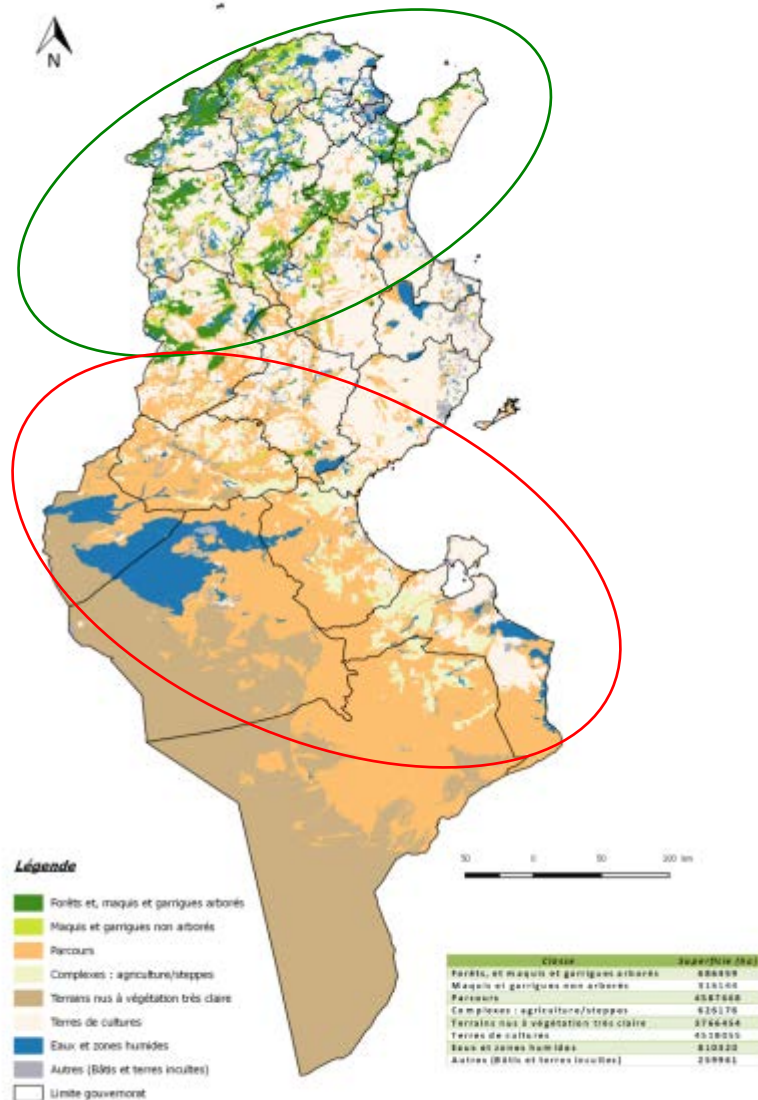 N
Légende
Forêts et, maquis et garrigues arborés
Maquis et garrigues non arborés
Parcours
Complexes : agriculture/steppes
Terrains nus à végétation très claire
Terres de cultures
Eaux et zones humides
Autres (Bâtis et terres incultes)
Limite gouvernorat
50 0 50 100 km
Classe Superficie (ha)
Forêts, et maquis et garrigues arborés
Maquis et garrigues non arborés
Parcours
Complexes : agriculture/steppes 626176
Terrains nus à végétation très claire 3766454
Terres de cultures
Eaux et zones humides 810320
Autres (Bâtis et terres incultes)